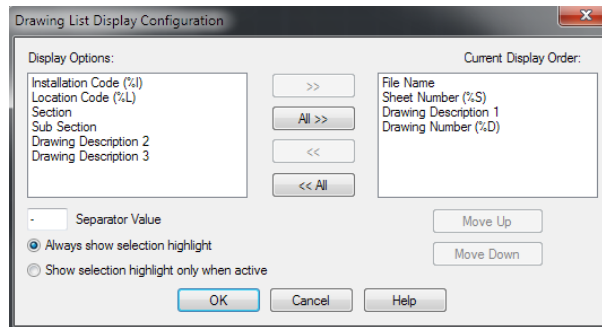 Drawing List Display Configuration
Display Options:
Current Display Order:
Installation Code (%I)
Location Code (%L)
Section
Sub Section
Drawing Description 2
Drawing Description 3
>>
All >>
<<
<< All
File Name
Sheet Number (%S)
Drawing Description 1
Drawing Number (%D)
- Separator Value
Always show selection highlight
Show selection highlight only when active
Move Up
Move Down
OK Cancel Help